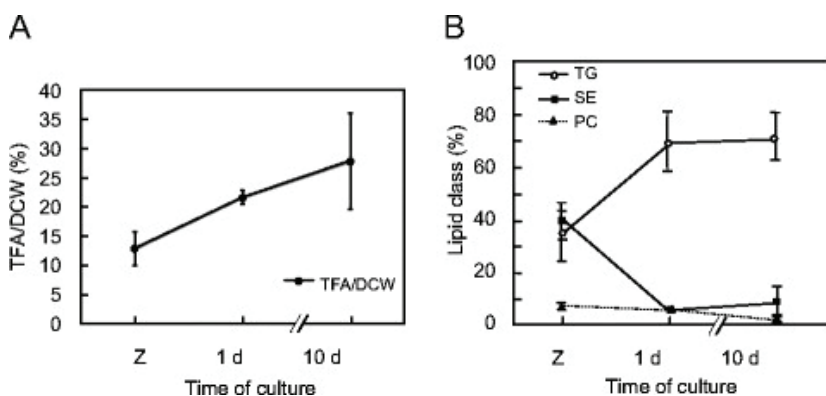 A
TFA/DCW (%)
40
35
30
25
20
15
10
5
0
TFA/DCW
Z
1 d
10 d
Time of culture
B
Lipid class (%)
100
80
60
40
20
0
TG
SE
PC
Z
1 d
10 d
Time of culture